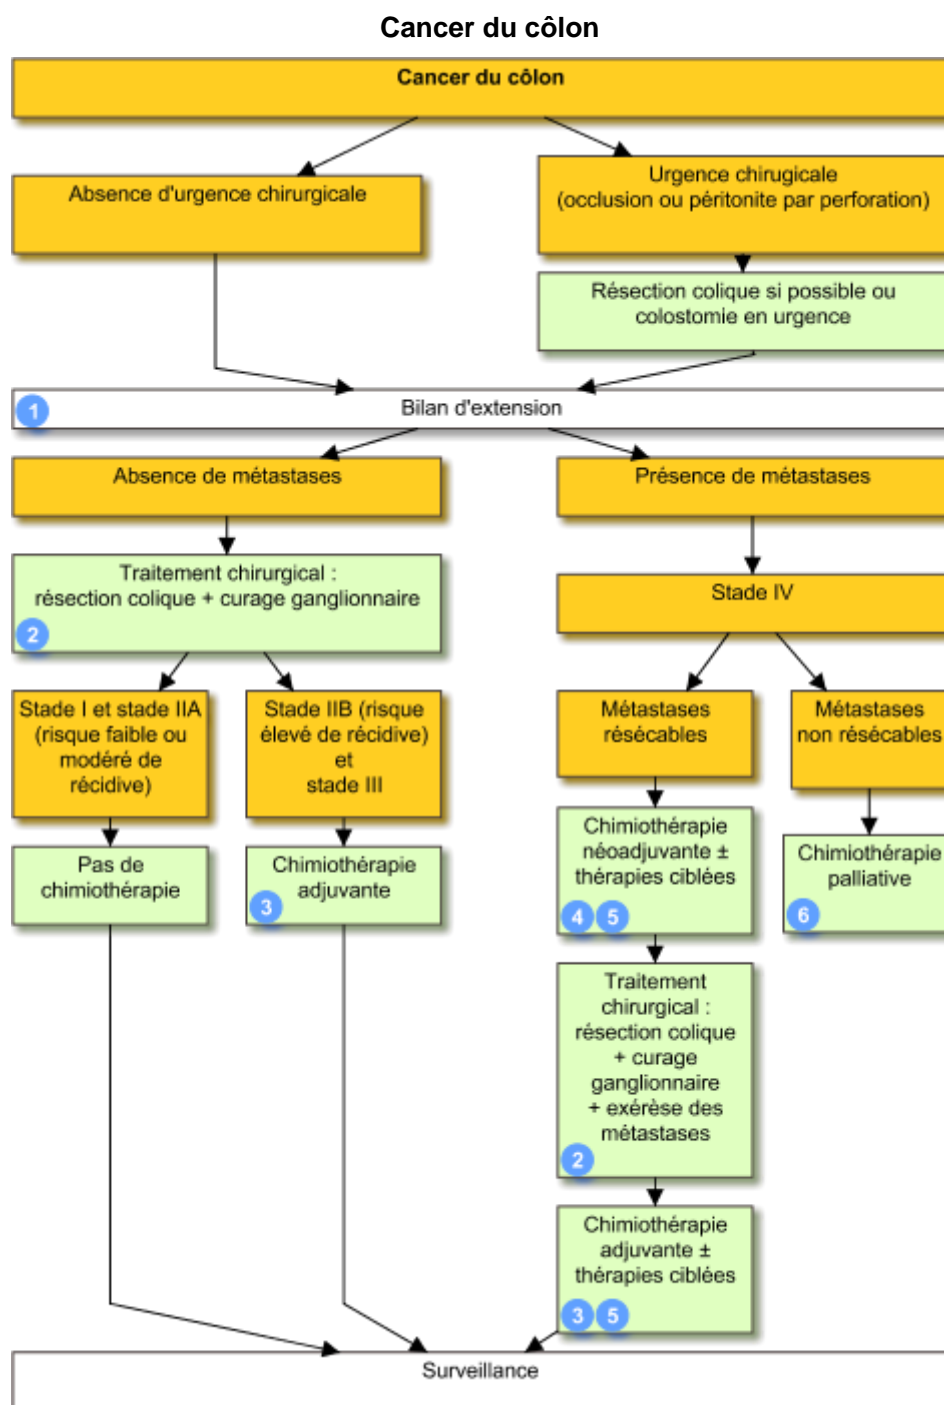 Cancer du côlon
Cancer du côlon
Absence d'urgence chirurgicale
Urgence chirugicale
(occlusion ou péritonite par perforation)
Résection colique si possible ou
colostomie en urgence
1
Bilan d'extension
Absence de métastases
Présence de métastases
Traitement chirurgical :
résection colique + curage ganglionnaire
2
Stade IV
Stade I et stade IIA
(risque faible ou
modéré de
récidive)
Stade IIB (risque
élevé de récidive)
et
stade III
Métastases
résécables
Métastases
non résécables
Pas de
chimiothérapie
Chimiothérapie
adjuvante
3
Chimiothérapie
néoadjuvante ±
thérapies ciblées
4 5
Chimiothérapie
palliative
6
Traitement
chirurgical :
résection colique
+ curage
ganglionnaire
+ exérèse des
métastases
2
Chimiothérapie
adjuvante ±
thérapies ciblées
3 5
Surveillance